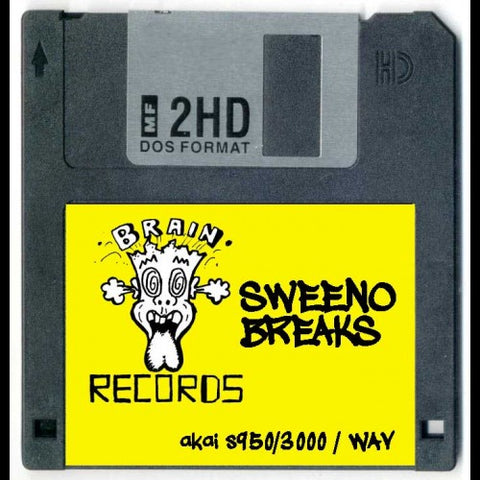 HD
MF 2HD
DOS FORMAT
BRAIN.
RECORDS
SWEENO
BREAKS
akai s950/3000 / WAV